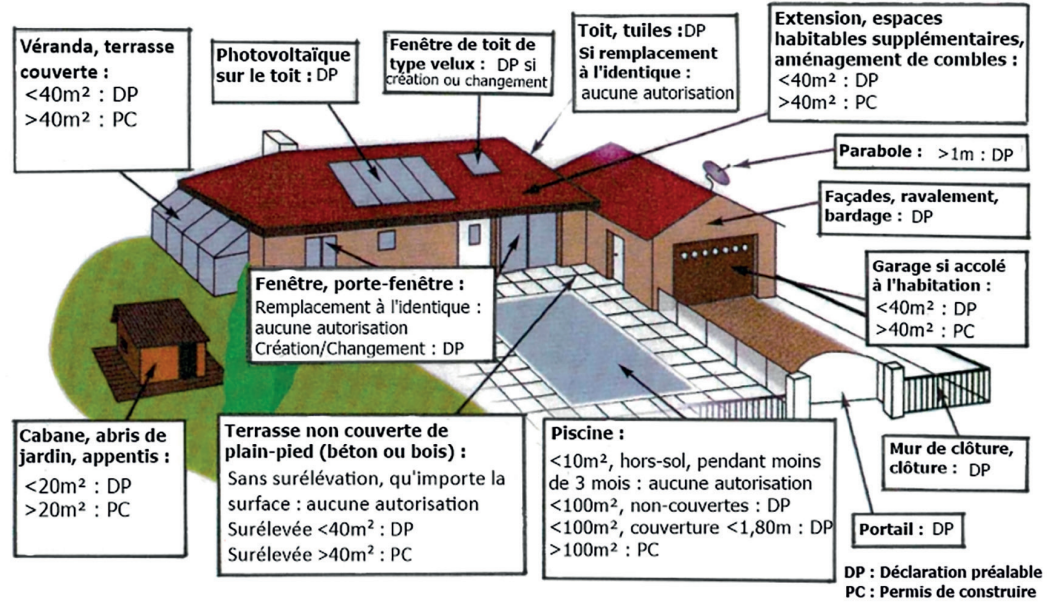 Véranda, terrasse
couverte :
<40m² : DP
>40m² : PC
Photovoltaïque
sur le toit : DP
Fenêtre de toit de
type velux : DP si
création ou changement
Toit, tuiles :DP
Si remplacement
à l'identique :
aucune autorisation
Extension, espaces
habitables supplémentaires,
aménagement de combles :
<40m² : DP
>40m² : PC
Parabole : >1m : DP
Façades, ravalement,
bardage : DP
Garage si accolé
à l'habitation :
<40m² : DP
>40m² : PC
Fenêtre, porte-fenêtre :
Remplacement à l'identique :
aucune autorisation
Création/Changement : DP
Cabane, abris de
jardin, appentis :
<20m² : DP
>20m² : PC
Terrasse non couverte de
plain-pied (béton ou bois) :
Sans surélévation, qu'importe la
surface : aucune autorisation
Surélevée <40m² : DP
Surélevée >40m² : PC
Piscine :
<10m², hors-sol, pendant moins
de 3 mois : aucune autorisation
<100m², non-couvertes : DP
<100m², couverture <1,80m : DP
>100m² : PC
Mur de clôture,
clôture : DP
Portail : DP
DP : Déclaration préalable
PC : Permis de construire